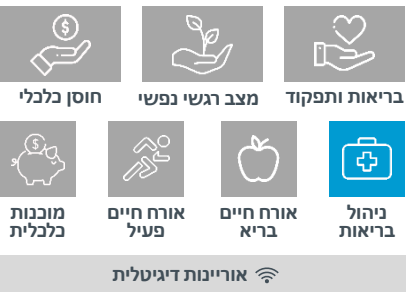 בריאות ותפקוד
מצב רגשי נפשי
חוסן כלכלי
ניהול
בריאות
אורח חיים
בריא
אורח חיים
פעיל
מוכנות
כלכלית
אוריינות דיגיטלית